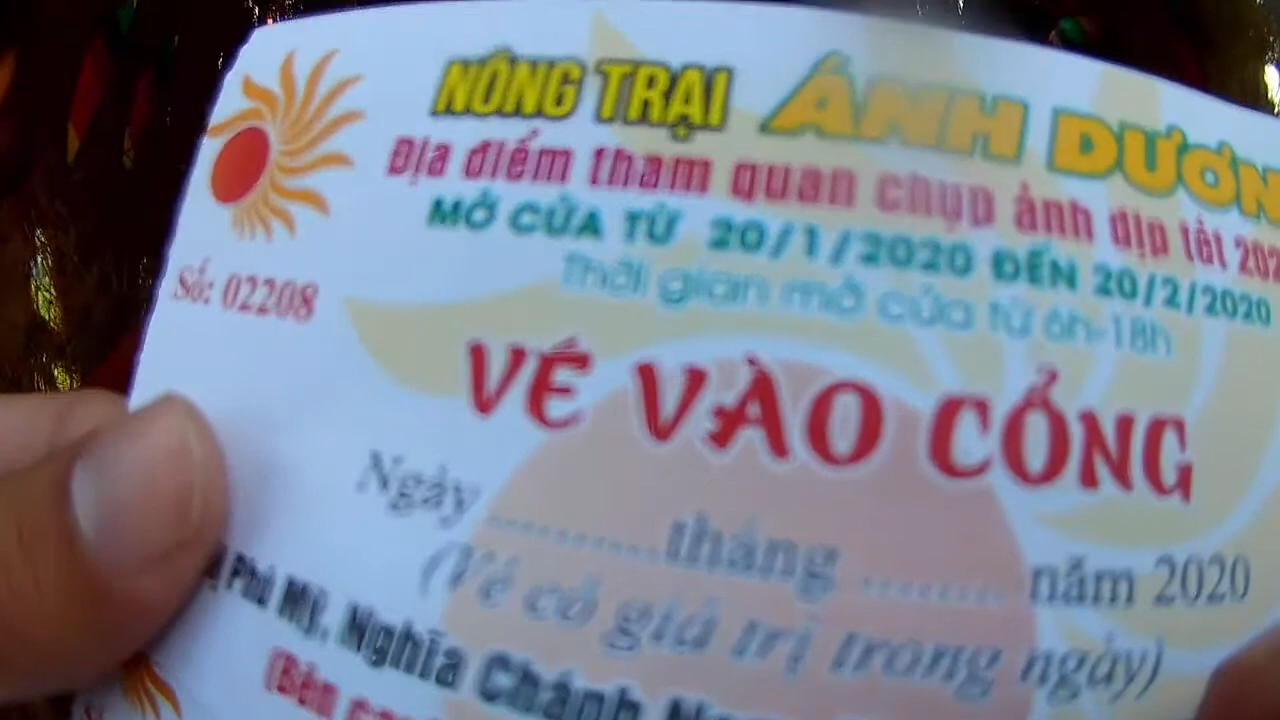 NÔNG TRẠI ÁNH DƯƠN
Địa điểm tham quan chụp ảnh dịp tết 202
MỞ CỬA TỪ 20/1/2020 ĐẾN 20/2/2020
Thời gian mở cửa từ 6h-18h
Số: 02208
VÉ VÀO CỔNG
Ngày ............tháng ......... năm 2020
(Vé có giá trị trong ngày)
Phú Mỹ, Nghĩa Chánh
(Bên